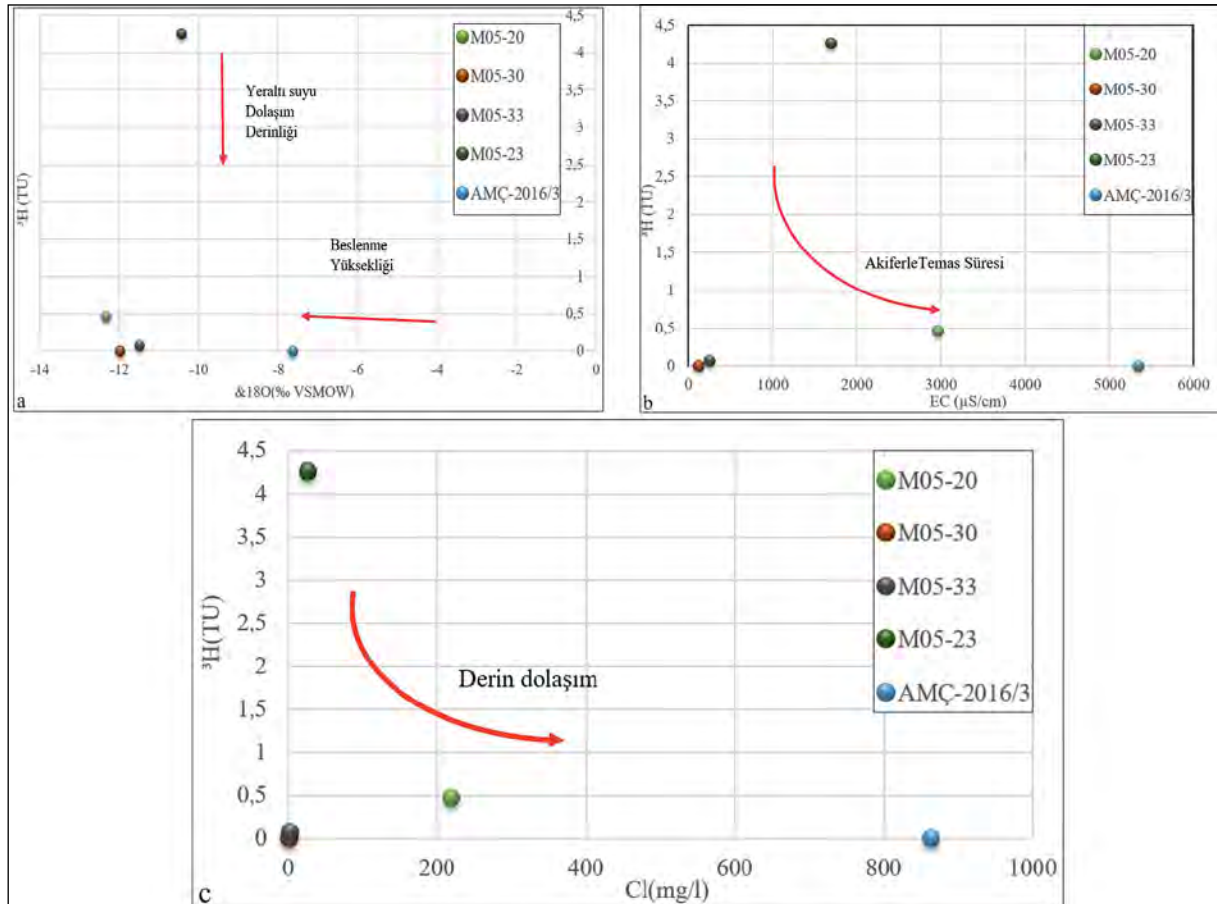 4,5
4
3,5
3
2,5
2
1,5
1
0,5
0
³H (TU)
Yeraltı suyu
Dolaşım
Derinliği
Beslenme
Yüksekliği
M05-20
M05-30
M05-33
M05-23
AMÇ-2016/3
-14 -12 -10 -8 -6 -4 -2 0
&18O(‰ VSMOW)
a
4,5
4
3,5
3
2,5
2
1,5
1
0,5
0
³H (TU)
AkiferleTemas Süresi
M05-20
M05-30
M05-33
M05-23
AMÇ-2016/3
0 1000 2000 3000 4000 5000 6000
EC (µS/cm)
b
4,5
4
3,5
3
2,5
2
1,5
1
0,5
0
³H(TU)
Derin dolaşım
M05-20
M05-30
M05-33
M05-23
AMÇ-2016/3
0 200 400 600 800 1000
Cl(mg/l)
c